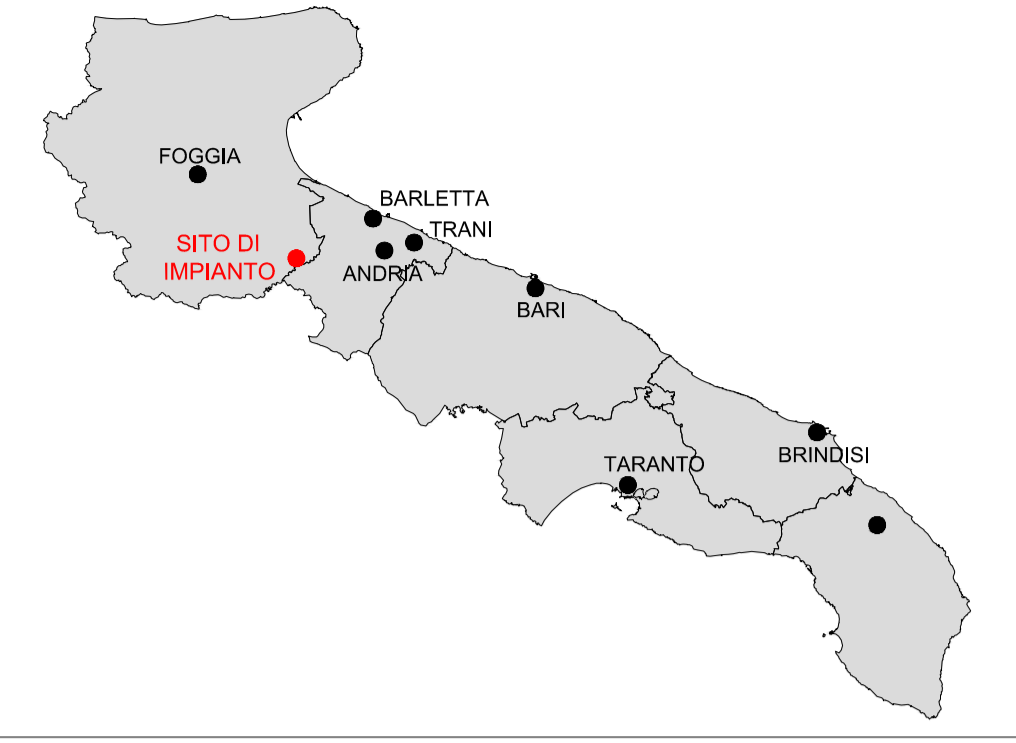 FOGGIA
BARLETTA
TRANI
SITO DI
IMPIANTO
ANDRIA
BARI
BRINDISI
TARANTO